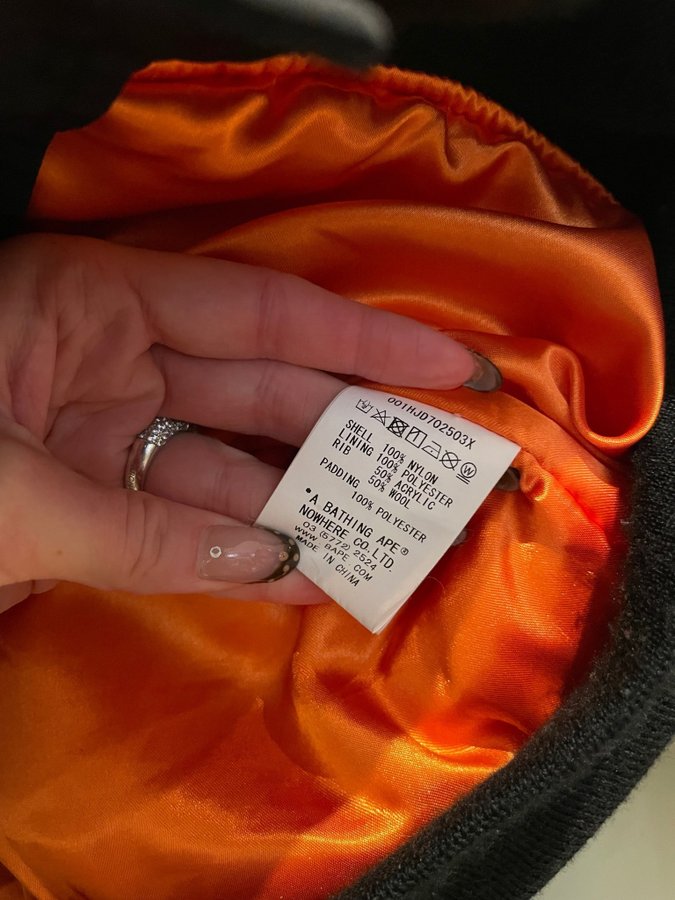 001HJD702503X
SHELL 100% NYLON
LINING 100% POLYESTER
RIB 50% ACRYLIC
50% WOOL
PADDING 100% POLYESTER
•A BATHING APE®
NOWHERE CO.LTD.
03 (5772) 2524
WWW.BAPE.COM
MADE IN CHINA